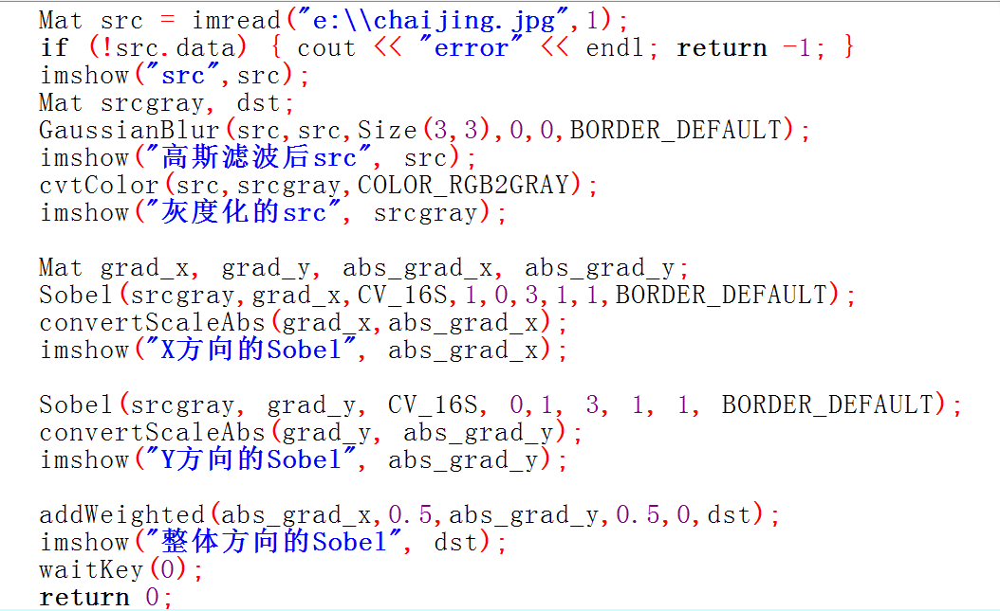 Mat src = imread("e:\\chaijing.jpg",1);
if (!src.data) { cout << "error" << endl; return -1; }
imshow("src",src);
Mat srcgray, dst;
GaussianBlur(src,src,Size(3,3),0,0,BORDER_DEFAULT);
imshow("高斯滤波后src", src);
cvtColor(src,srcgray,COLOR_RGB2GRAY);
imshow("灰度化的src", srcgray);
Mat grad_x, grad_y, abs_grad_x, abs_grad_y;
Sobel(srcgray,grad_x,CV_16S,1,0,3,1,1,BORDER_DEFAULT);
convertScaleAbs(grad_x,abs_grad_x);
imshow("X方向的Sobel", abs_grad_x);
Sobel(srcgray, grad_y, CV_16S, 0,1, 3, 1, 1, BORDER_DEFAULT);
convertScaleAbs(grad_y, abs_grad_y);
imshow("Y方向的Sobel", abs_grad_y);
addWeighted(abs_grad_x,0.5,abs_grad_y,0.5,0,dst);
imshow("整体方向的Sobel", dst);
waitKey(0);
return 0;